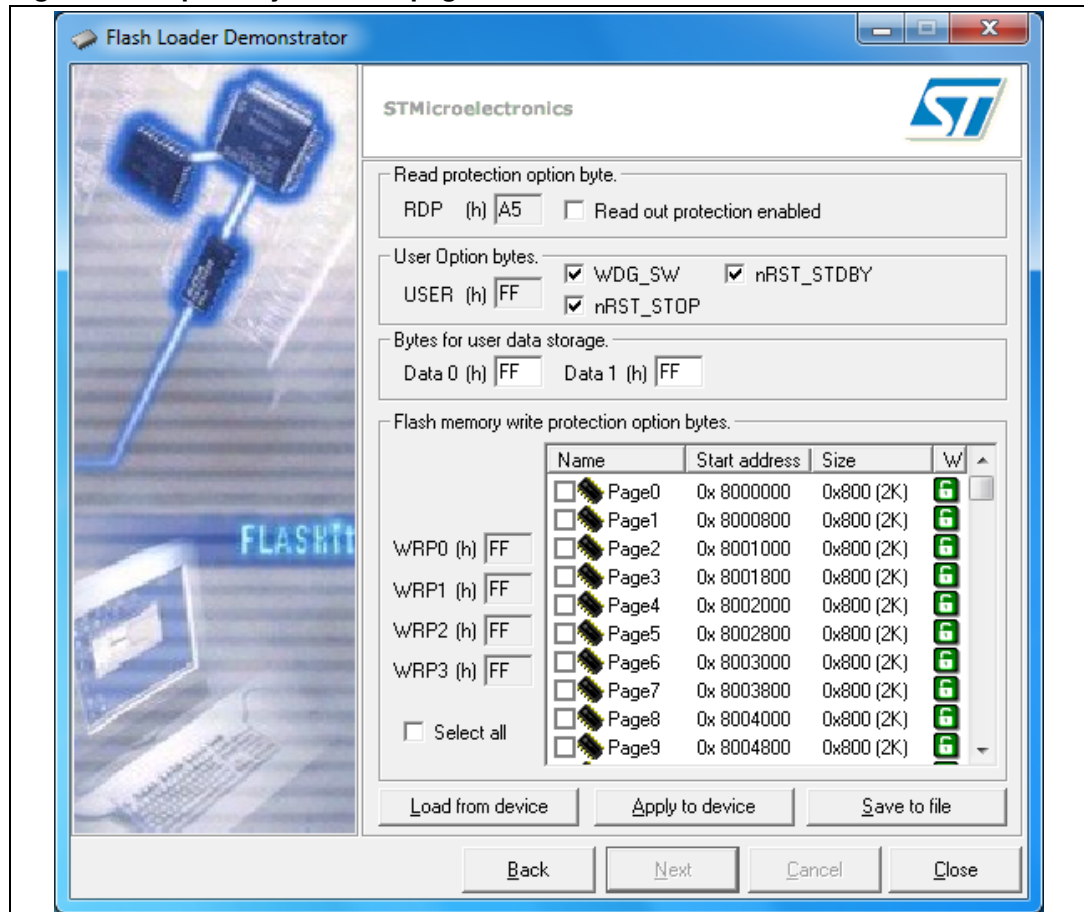 Flash Loader Demonstrator
STMicroelectronics
ST
Read protection option byte.
RDP (h) A5 Read out protection enabled
User Option bytes.
USER (h) FF WDG_SW nRST_STDBY
nRST_STOP
Bytes for user data storage.
Data 0 (h) FF Data 1 (h) FF
Flash memory write protection option bytes.
Name Start address Size W
Page0 0x 8000000 0x800 (2K)
Page1 0x 8000800 0x800 (2K)
Page2 0x 8001000 0x800 (2K)
Page3 0x 8001800 0x800 (2K)
Page4 0x 8002000 0x800 (2K)
Page5 0x 8002800 0x800 (2K)
Page6 0x 8003000 0x800 (2K)
Page7 0x 8003800 0x800 (2K)
Page8 0x 8004000 0x800 (2K)
Page9 0x 8004800 0x800 (2K)
WRP0 (h) FF
WRP1 (h) FF
WRP2 (h) FF
WRP3 (h) FF
Select all
FLASHit
Load from device Apply to device Save to file
Back Next Cancel Close